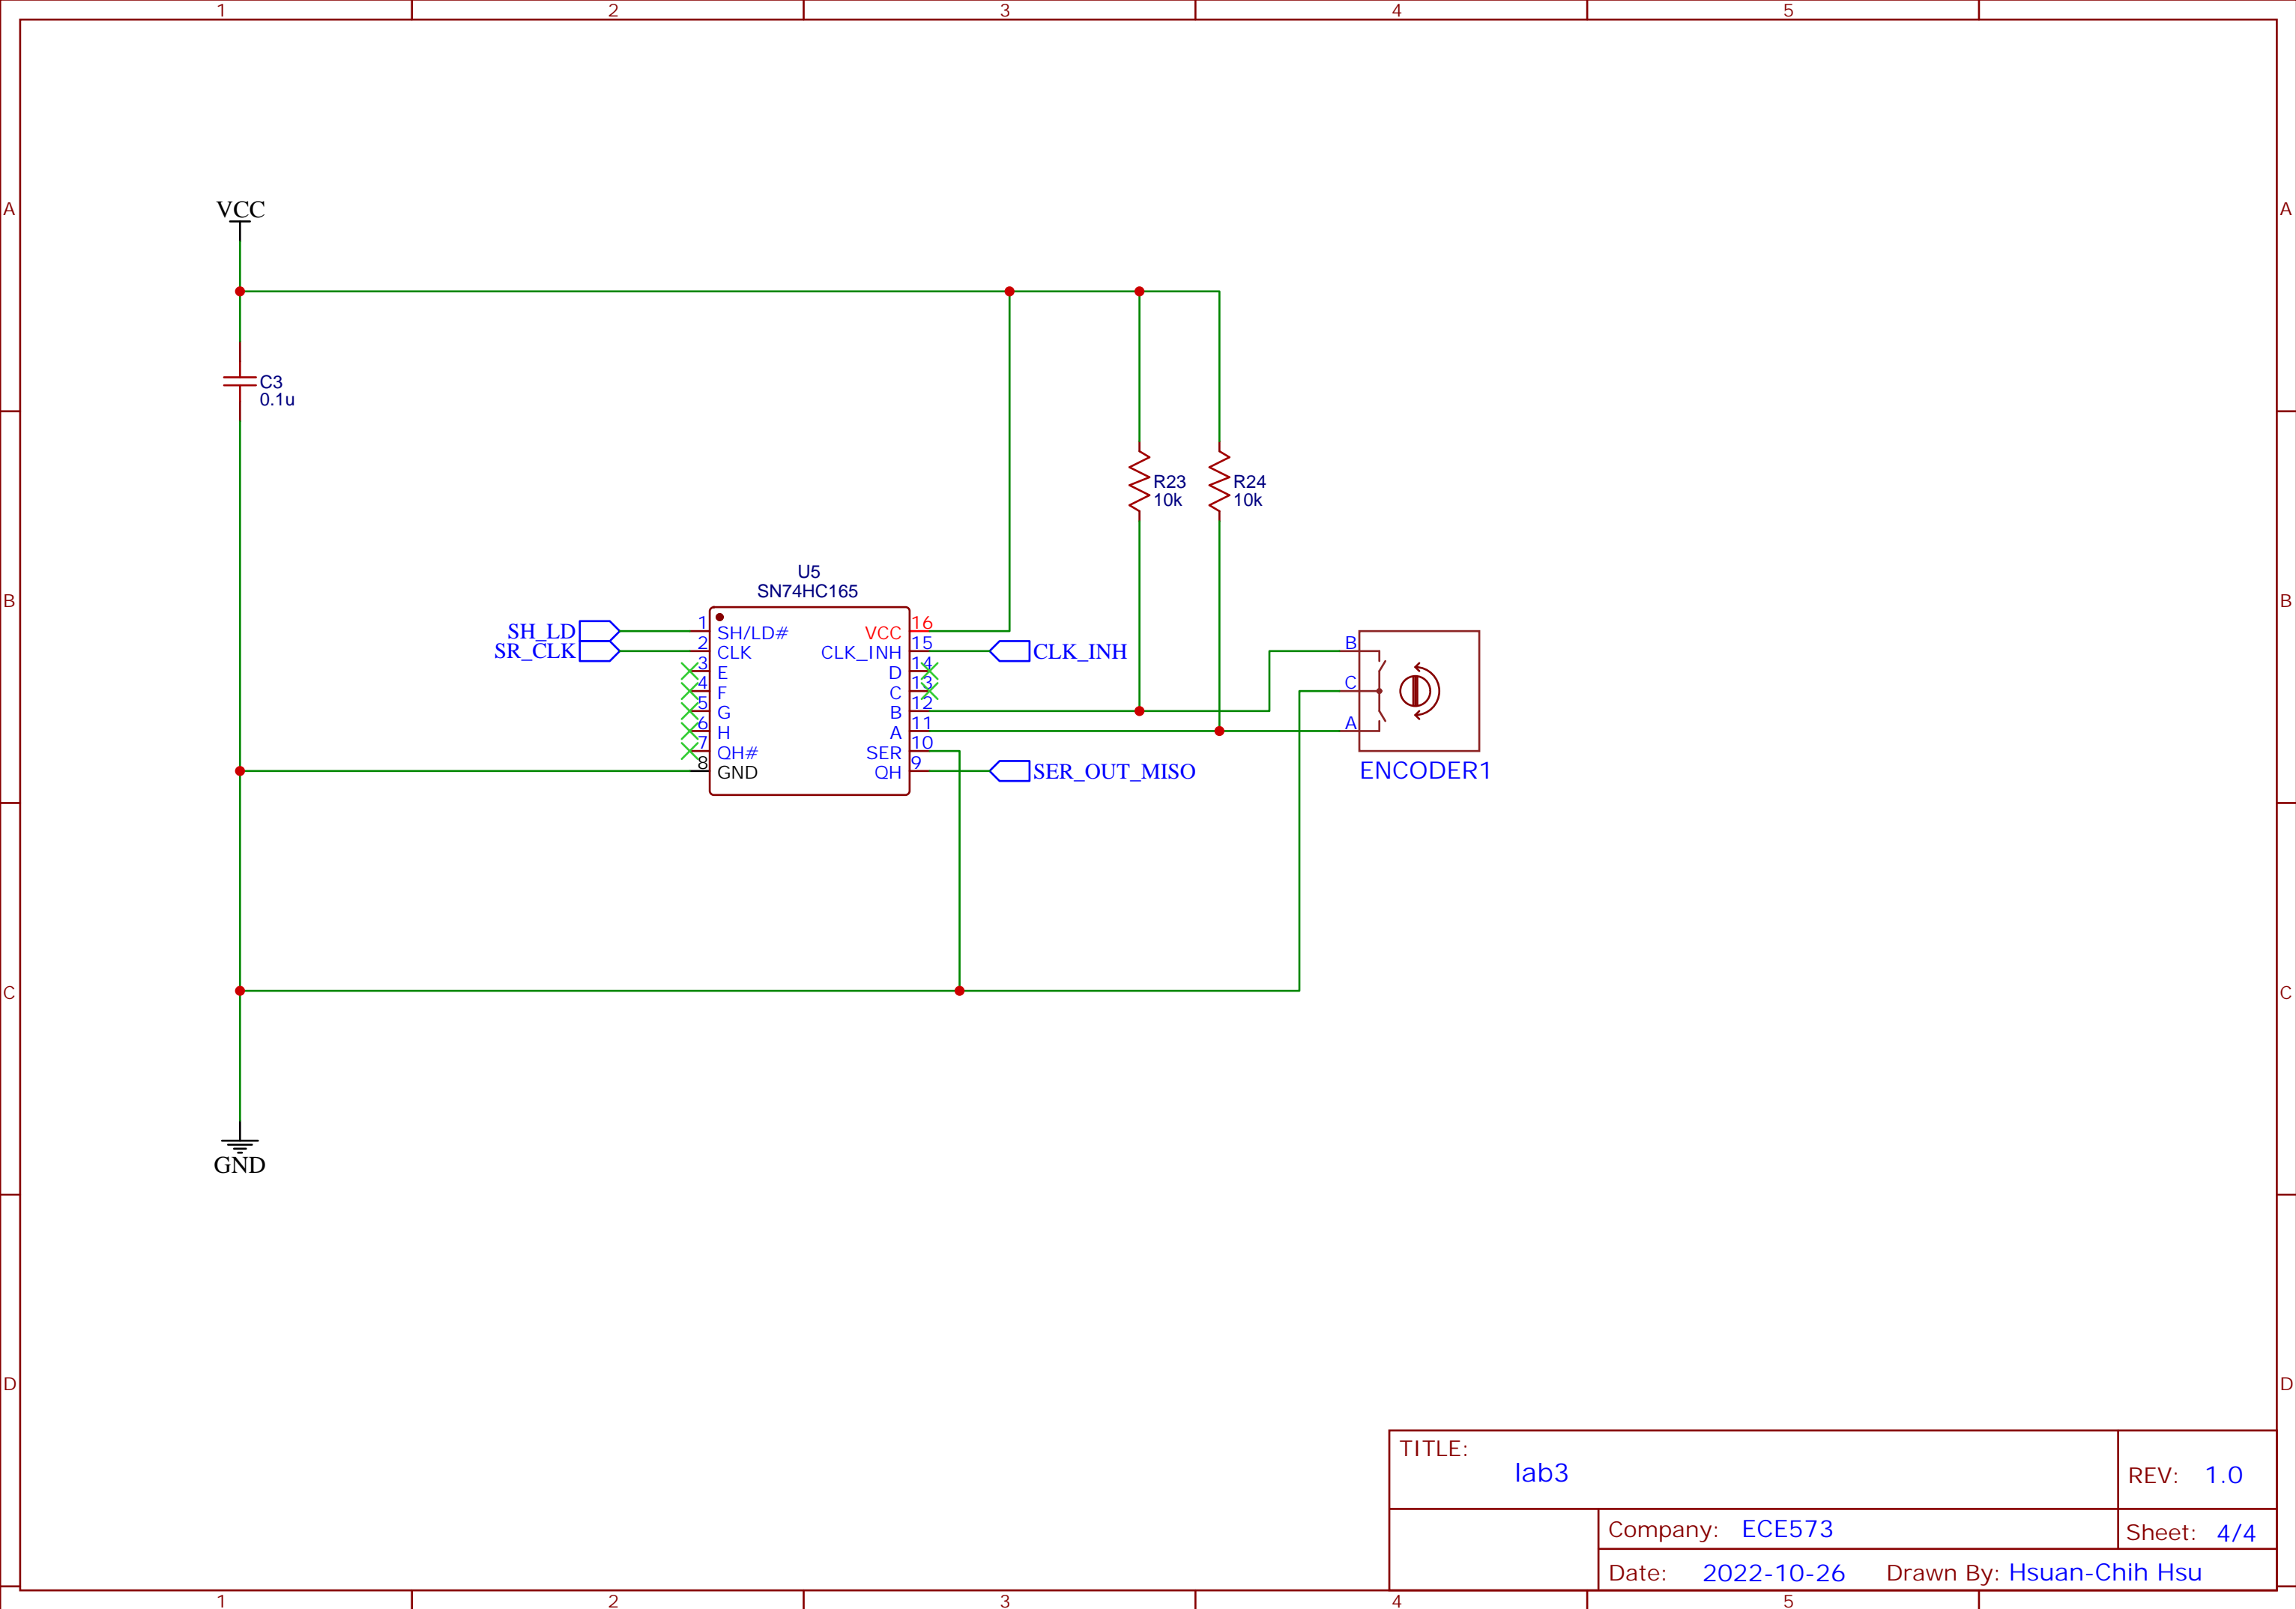 1 2 3 4 5
A A
VCC
C3
0.1u
R23
10k
R24
10k
B B
U5
SN74HC165
SH_LD 1 SH/LD# VCC 16
SR_CLK 2 CLK CLK_INH 15 CLK_INH
3 E D 14
4 F C 13
5 G B 12
6 H A 11
7 QH# SER 10
8 GND QH 9 SER_OUT_MISO
B
C
A
ENCODER1
C C
GND
D D
TITLE:
lab3
REV: 1.0
Company: ECE573
Sheet: 4/4
Date: 2022-10-26 Drawn By: Hsuan-Chih Hsu
1 2 3 4 5